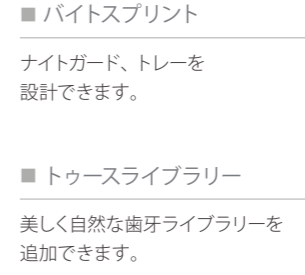 ■ バイトスプリント
ナイトガード、トレーを
設計できます。
■ トゥースライブラリー
美しく自然な歯牙ライブラリーを
追加できます。